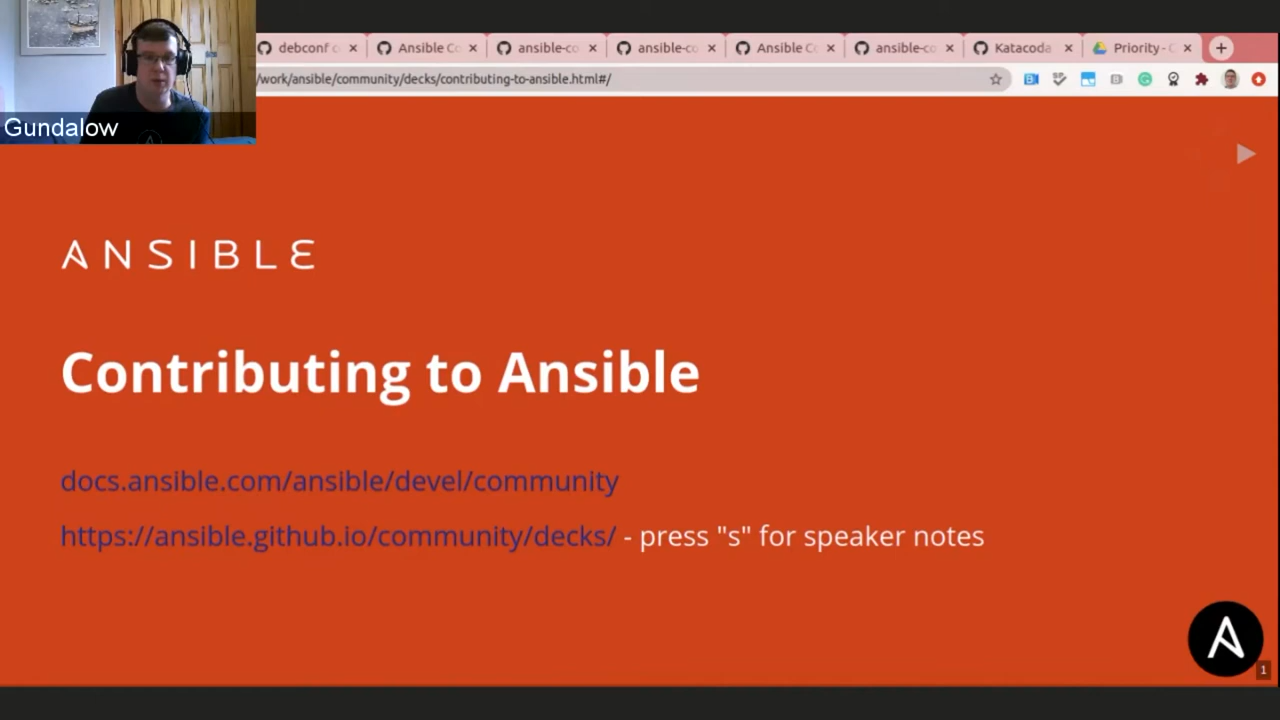 debconf c
Ansible Co
ansible-co
ansible-co
Ansible Co
ansible-co
Katacoda
Priority - G
/work/ansible/community/decks/contributing-to-ansible.html#/
Gundalow
ANSIBLE
Contributing to Ansible
docs.ansible.com/ansible/devel/community
https://ansible.github.io/community/decks/ - press "s" for speaker notes
A
1